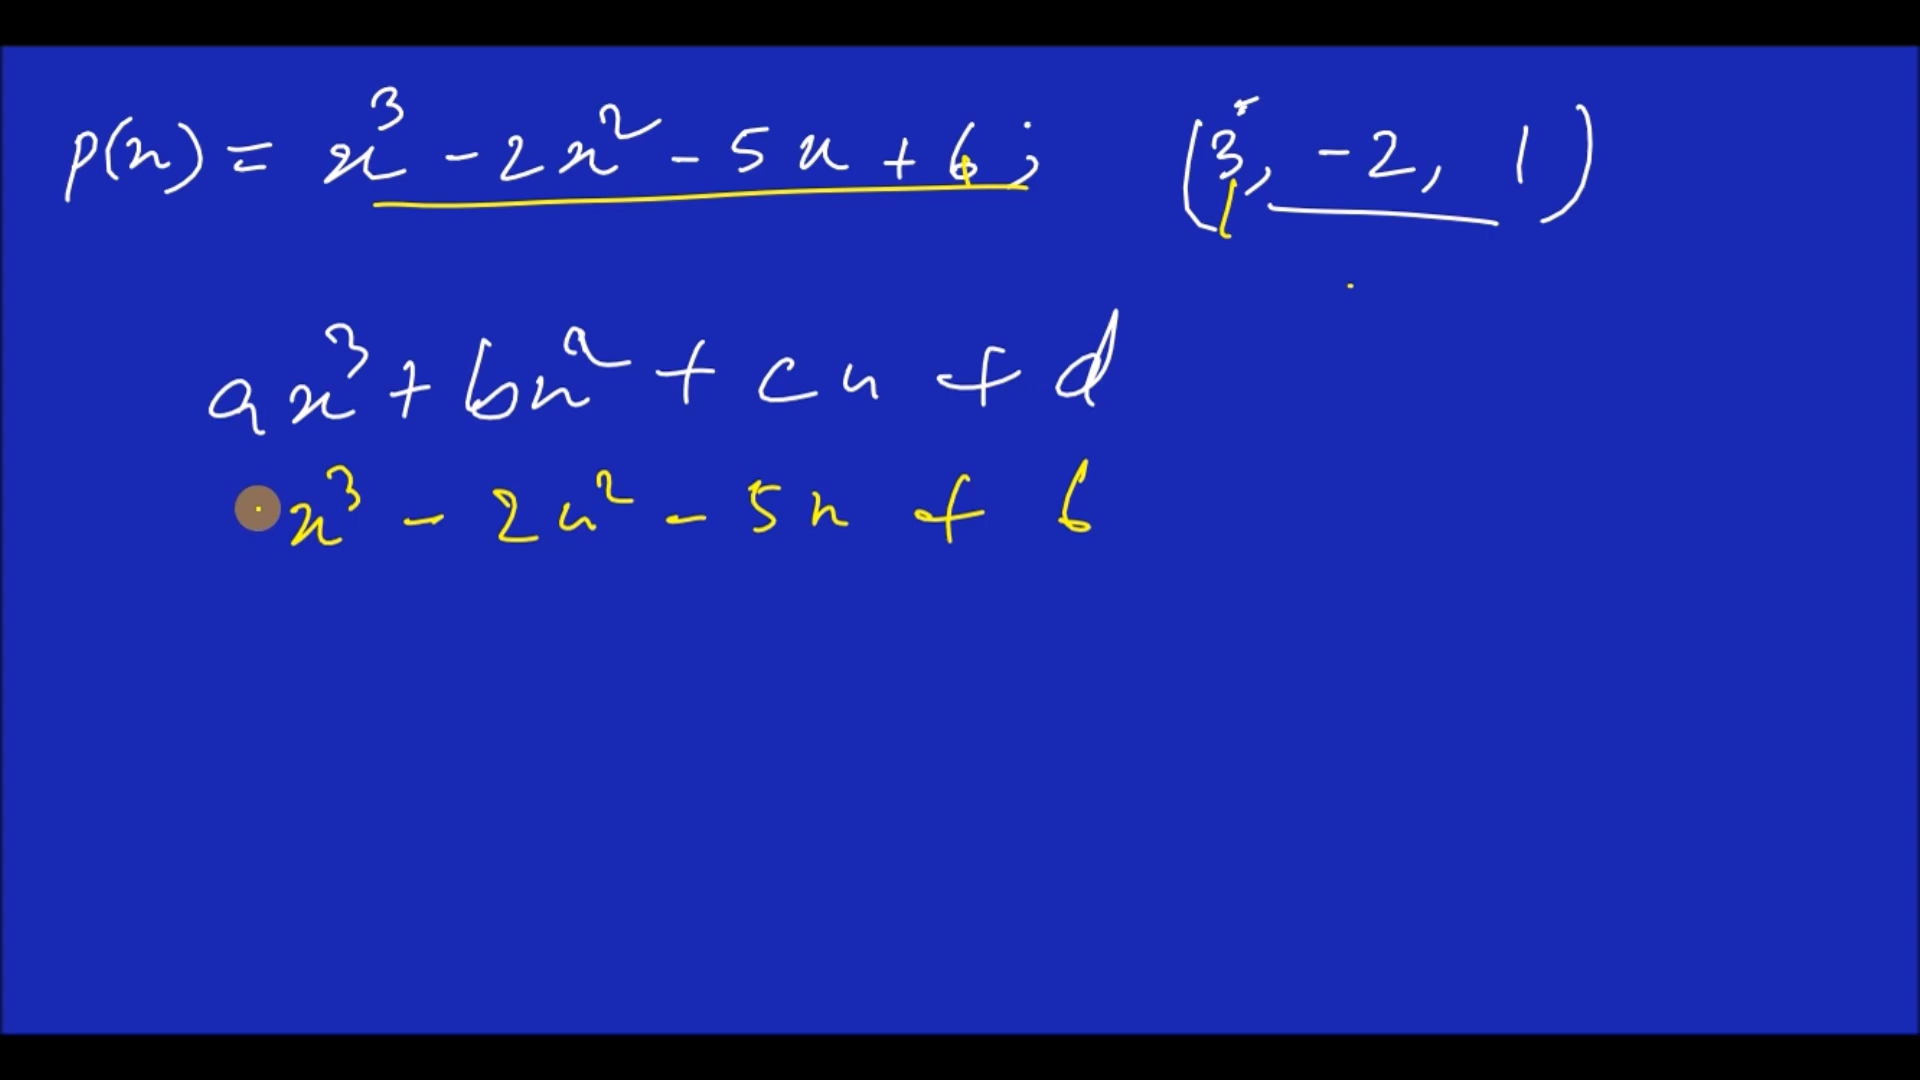 p(x) = x³ - 2x² - 5x + 6; (3, -2, 1)
ax³ + bx² + cx + d
x³ - 2x² - 5x + 6